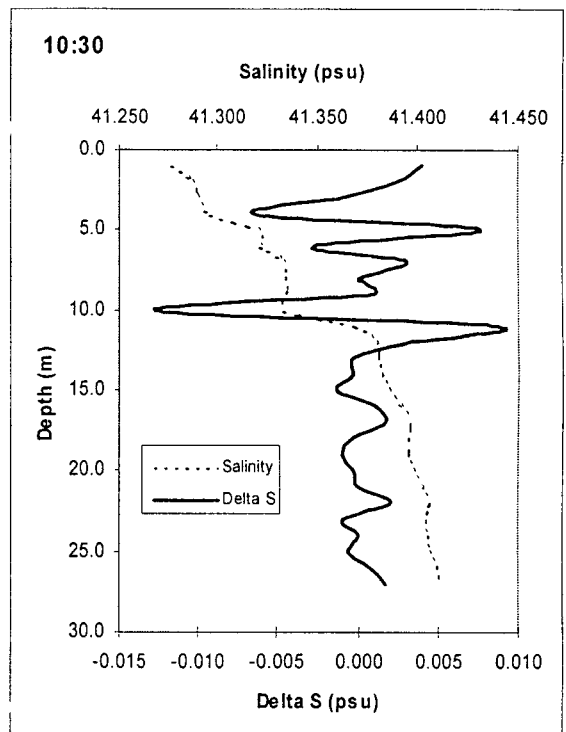 10:30
Salinity (psu)
41.250 41.300 41.350 41.400 41.450
0.0
5.0
10.0
15.0
20.0
25.0
30.0
Depth (m)
Salinity
Delta S
-0.015 -0.010 -0.005 0.000 0.005 0.010
Delta S (psu)